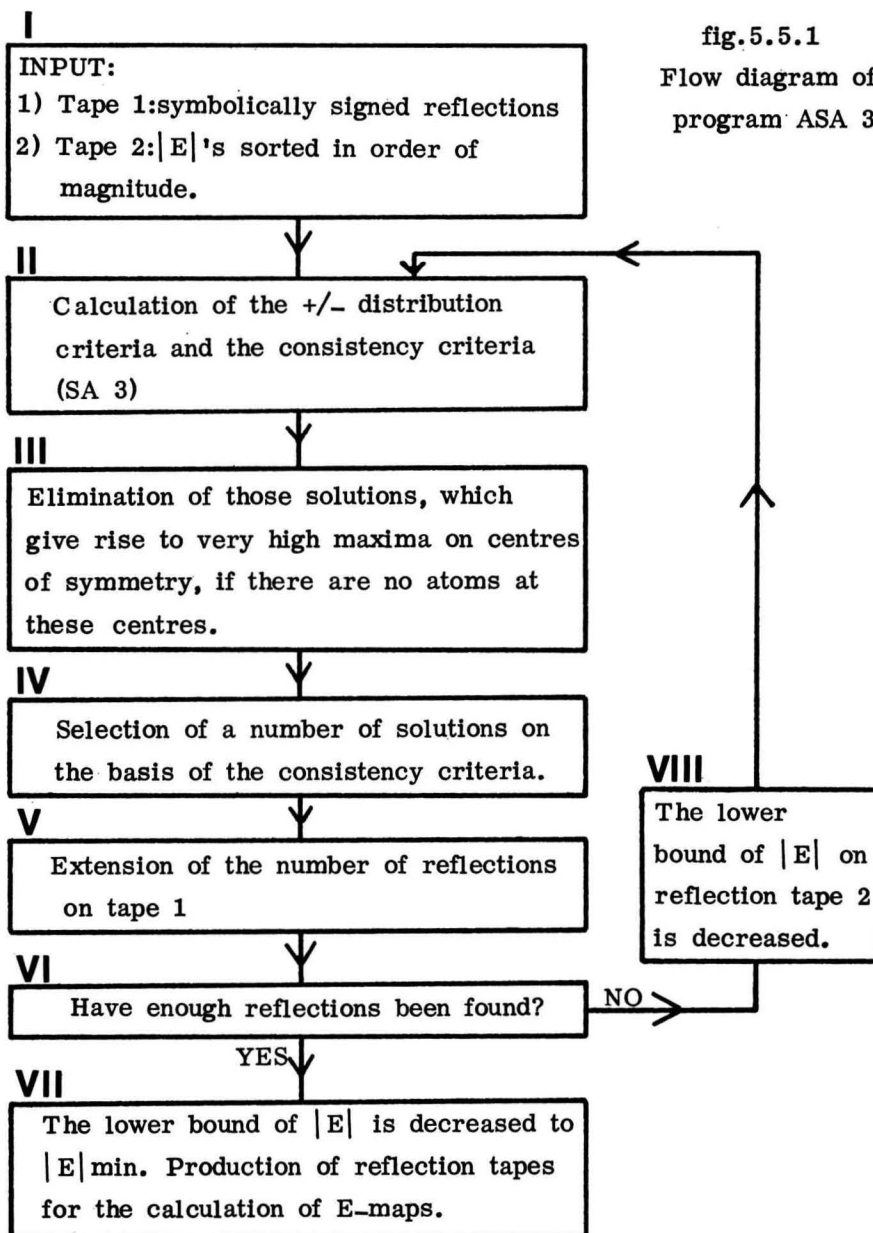 I
INPUT:
1) Tape 1:symbolically signed reflections
2) Tape 2:|E|'s sorted in order of
magnitude.
fig.5.5.1
Flow diagram of
program ASA 3
II
Calculation of the +/- distribution
criteria and the consistency criteria
(SA 3)
III
Elimination of those solutions, which
give rise to very high maxima on centres
of symmetry, if there are no atoms at
these centres.
IV
Selection of a number of solutions on
the basis of the consistency criteria.
V
Extension of the number of reflections
on tape 1
VI
Have enough reflections been found?
NO
YES
VII
The lower bound of |E| is decreased to
|E|min. Production of reflection tapes
for the calculation of E-maps.
VIII
The lower
bound of |E| on
reflection tape 2
is decreased.